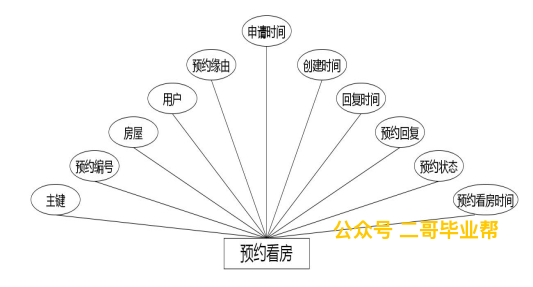 申请时间
预约缘由
创建时间
用户
回复时间
房屋
预约回复
预约编号
预约状态
主键
预约看房时间
公众号 二哥毕业帮
预约看房